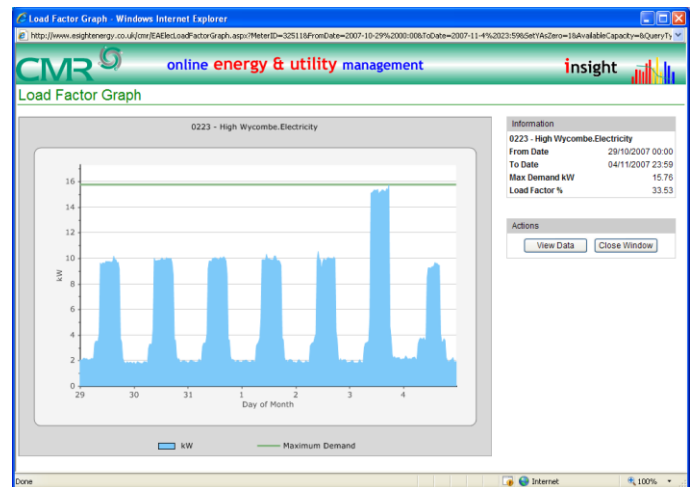 Load Factor Graph - Windows Internet Explorer
http://www.esightenergy.co.uk/cmr/EAElecLoadFactorGraph.aspx?MeterID=32511&FromDate=2007-10-29%2000:00&ToDate=2007-11-4%2023:59&SetYAsZero=1&AvailableCapacity=&QueryTy
CMR online energy & utility management insight
Load Factor Graph
0223 - High Wycombe.Electricity
16
14
12
10
8
6
4
2
0
kW
29 30 31 1 2 3 4
Day of Month
kW Maximum Demand
Information
0223 - High Wycombe.Electricity
From Date 29/10/2007 00:00
To Date 04/11/2007 23:59
Max Demand kW 15.76
Load Factor % 33.53
Actions
View Data Close Window
Done Internet 100%